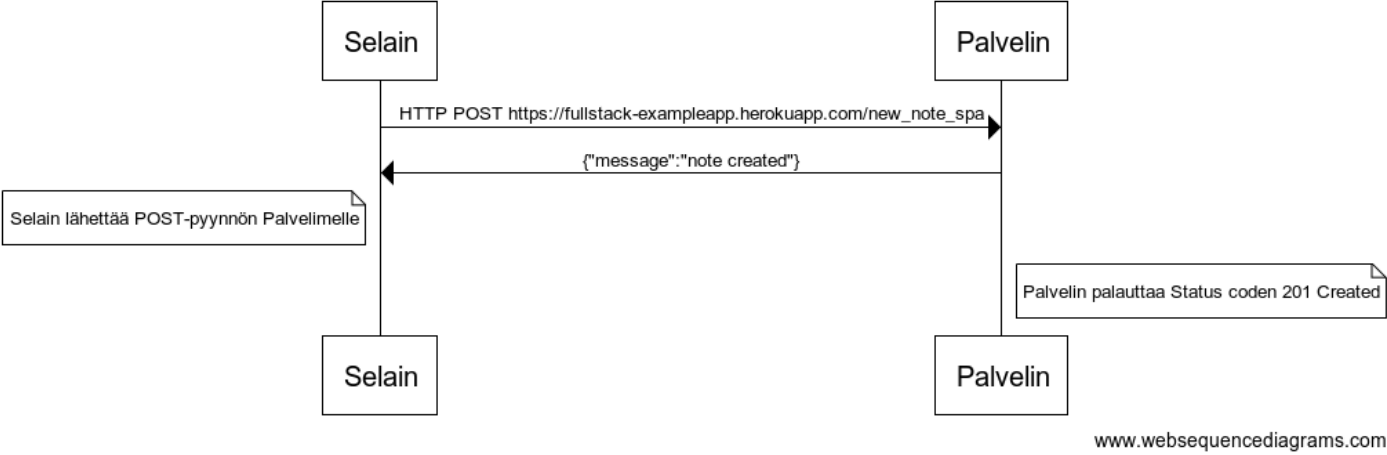 Selain
Palvelin
HTTP POST https://fullstack-exampleapp.herokuapp.com/new_note_spa
{"message":"note created"}
Selain lähettää POST-pyynnön Palvelimelle
Palvelin palauttaa Status coden 201 Created
Selain
Palvelin
www.websequencediagrams.com